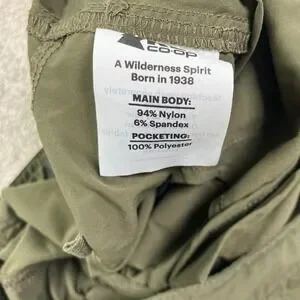 co·op
A Wilderness Spirit
Born in 1938
MAIN BODY:
94% Nylon
6% Spandex
POCKETING:
100% Polyester